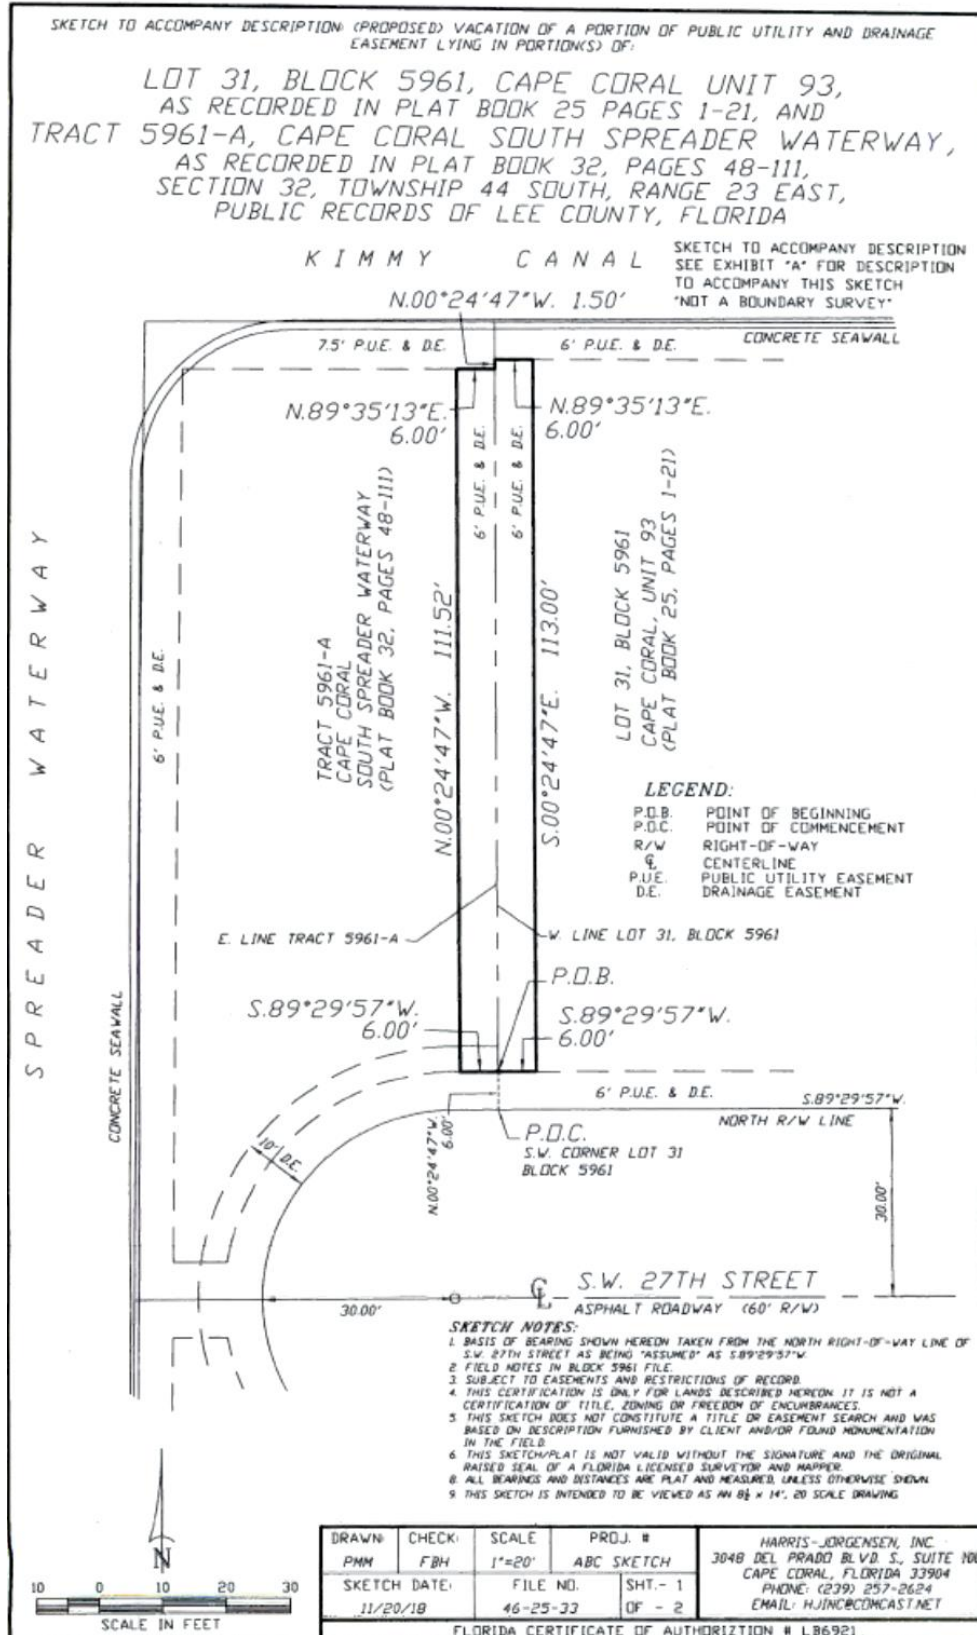 SKETCH TO ACCOMPANY DESCRIPTION: (PROPOSED) VACATION OF A PORTION OF PUBLIC UTILITY AND DRAINAGE
EASEMENT LYING IN PORTION(S) OF:
LOT 31, BLOCK 5961, CAPE CORAL UNIT 93,
AS RECORDED IN PLAT BOOK 25 PAGES 1-21, AND
TRACT 5961-A, CAPE CORAL SOUTH SPREADER WATERWAY,
AS RECORDED IN PLAT BOOK 32, PAGES 48-111,
SECTION 32, TOWNSHIP 44 SOUTH, RANGE 23 EAST,
PUBLIC RECORDS OF LEE COUNTY, FLORIDA
KIMMY CANAL
SKETCH TO ACCOMPANY DESCRIPTION
SEE EXHIBIT "A" FOR DESCRIPTION
TO ACCOMPANY THIS SKETCH
"NOT A BOUNDARY SURVEY"
N.00°24'47"W. 1.50'
CONCRETE SEAWALL
7.5' P.U.E. & D.E.
6' P.U.E. & D.E.
N.89°35'13"E.
6.00'
N.89°35'13"E.
6.00'
6' P.U.E. & D.E.
6' P.U.E. & D.E.
SPREADER WATERWAY
6' P.U.E. & D.E.
TRACT 5961-A
CAPE CORAL
SOUTH SPREADER WATERWAY
(PLAT BOOK 32, PAGES 48-111)
N.00°24'47"W. 111.52'
S.00°24'47"E. 113.00'
LOT 31, BLOCK 5961
CAPE CORAL, UNIT 93
(PLAT BOOK 25, PAGES 1-21)
LEGEND:
P.O.B. POINT OF BEGINNING
P.O.C. POINT OF COMMENCEMENT
R/W RIGHT-OF-WAY
℄ CENTERLINE
P.U.E. PUBLIC UTILITY EASEMENT
D.E. DRAINAGE EASEMENT
E. LINE TRACT 5961-A
W. LINE LOT 31, BLOCK 5961
P.O.B.
S.89°29'57"W.
6.00'
S.89°29'57"W.
6.00'
CONCRETE SEAWALL
6' P.U.E. & D.E.
S.89°29'57"W.
NORTH R/W LINE
N.00°24'47"W.
6.00'
P.O.C.
S.W. CORNER LOT 31
BLOCK 5961
10' D.E.
30.00'
30.00'
℄ S.W. 27TH STREET
ASPHALT ROADWAY (60' R/W)
SKETCH NOTES:
1. BASIS OF BEARING SHOWN HEREON TAKEN FROM THE NORTH RIGHT-OF-WAY LINE OF
S.W. 27TH STREET AS BEING "ASSUMED" AS S.89°29'57"W.
2. FIELD NOTES IN BLOCK 5961 FILE.
3. SUBJECT TO EASEMENTS AND RESTRICTIONS OF RECORD.
4. THIS CERTIFICATION IS ONLY FOR LANDS DESCRIBED HEREON. IT IS NOT A
CERTIFICATION OF TITLE, ZONING OR FREEDOM OF ENCUMBRANCES.
5. THIS SKETCH DOES NOT CONSTITUTE A TITLE OR EASEMENT SEARCH AND WAS
BASED ON DESCRIPTION FURNISHED BY CLIENT AND/OR FOUND MONUMENTATION
IN THE FIELD.
6. THIS SKETCH/PLAT IS NOT VALID WITHOUT THE SIGNATURE AND THE ORIGINAL
RAISED SEAL OF A FLORIDA LICENSED SURVEYOR AND MAPPER.
8. ALL BEARINGS AND DISTANCES ARE PLAT AND MEASURED, UNLESS OTHERWISE SHOWN.
9. THIS SKETCH IS INTENDED TO BE VIEWED AS AN 8½ x 14", 20 SCALE DRAWING
N
10 0 10 20 30
SCALE IN FEET
DRAWN: CHECK: SCALE PROJ. #
PMM FBH 1"=20' ABC SKETCH
SKETCH DATE: FILE NO. SHT.- 1
11/20/18 46-25-33 OF - 2
HARRIS-JORGENSEN, INC.
3048 DEL PRADO BLVD. S., SUITE 100
CAPE CORAL, FLORIDA 33904
PHONE: (239) 257-2624
EMAIL: HJINC@COMCAST.NET
FLORIDA CERTIFICATE OF AUTHORIZTION # LB6921